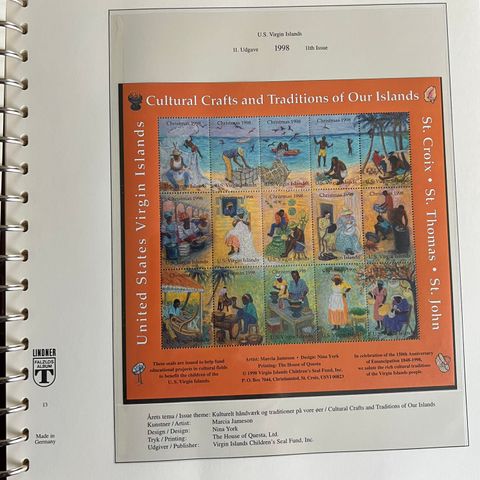 U.S. Virgin Islands
11. Udgave 1998 11th Issue
Cultural Crafts and Traditions of Our Islands
United States Virgin Islands
St. Croix · St. Thomas · St. John
Christmas 1998 Christmas 1998 Christmas 1998 Christmas 1998 Christmas 1998
U.S. Virgin Islands
These seals are issued to help fund
educational projects in cultural fields
to benefit the children of the
U.S. Virgin Islands.
Artist: Marcia Jameson • Design: Nina York
Printing: The House of Questa
© 1998 Virgin Islands Children's Seal Fund, Inc.
P.O. Box 7044, Christiansted, St. Croix, USVI 00823
In celebration of the 150th Anniversary
of Emancipation 1848-1998,
we salute the rich cultural traditions
of the Virgin Islands people.
LINDNER
FALZLOS
ALBUM
T
13
Made in
Germany
Årets tema / Issue theme: Kulturelt håndværk og traditioner på vore øer / Cultural Crafts and Traditions of Our Islands
Kunstner / Artist: Marcia Jameson
Design / Design: Nina York
Tryk / Printing: The House of Questa, Ltd.
Udgiver / Publisher: Virgin Islands Children's Seal Fund, Inc.